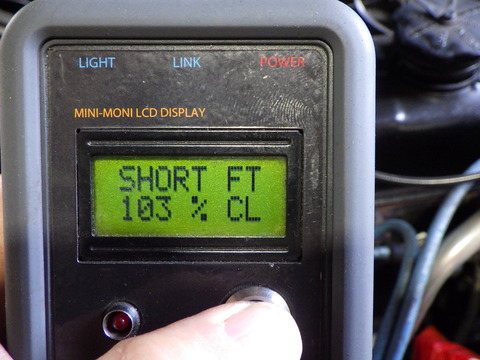 LIGHT LINK POWER
MINI-MONI LCD DISPLAY
SHORT FT
103 % CL